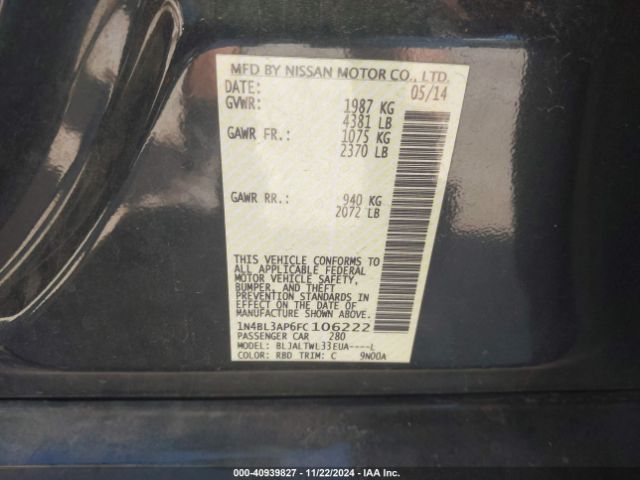 MFD BY NISSAN MOTOR CO., LTD.
DATE: 05/14
GVWR: 1987 KG
4381 LB
GAWR FR.: 1075 KG
2370 LB
GAWR RR.: 940 KG
2072 LB
THIS VEHICLE CONFORMS TO
ALL APPLICABLE FEDERAL
MOTOR VEHICLE SAFETY,
BUMPER, AND THEFT
PREVENTION STANDARDS IN
EFFECT ON THE DATE OF
MANUFACTURE SHOWN ABOVE.
1N4BL3AP6FC106222
PASSENGER CAR 280
MODEL: BLJALTWL33EUA----L
COLOR: RBD TRIM: C 9N00A
000-40939827 - 11/22/2024 - IAA Inc.